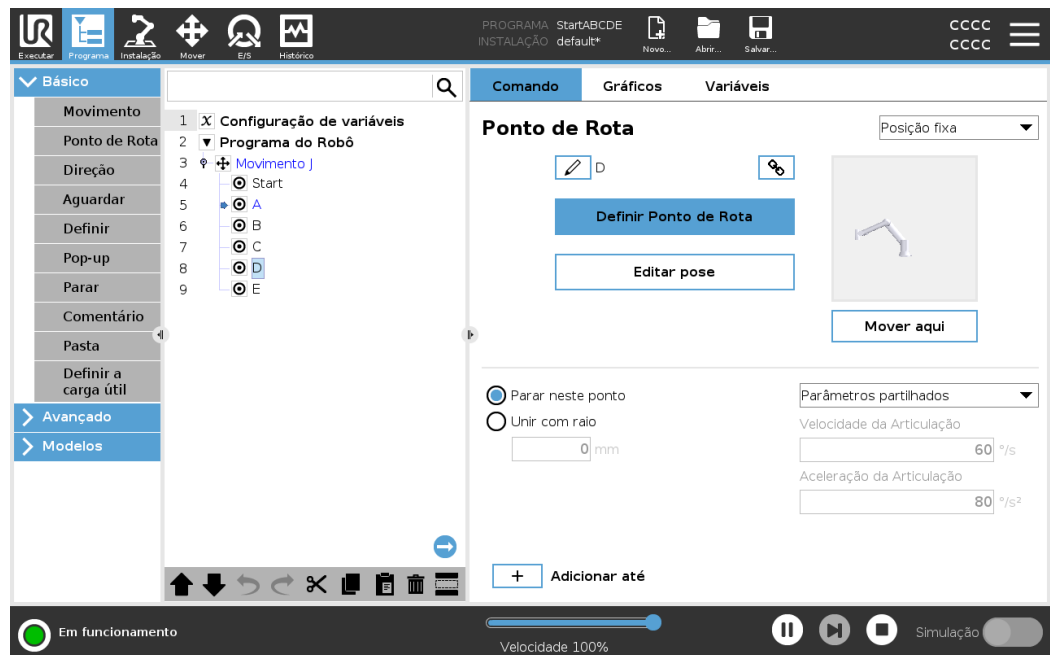 UR
Executar
Programa
Instalação
Mover
E/S
Histórico
PROGRAMA StartABCDE
INSTALAÇÃO default*
Novo...
Abrir...
Salvar...
CCCC
CCCC
Básico
Movimento
Ponto de Rota
Direção
Aguardar
Definir
Pop-up
Parar
Comentário
Pasta
Definir a
carga útil
Avançado
Modelos
1 X Configuração de variáveis
2 Programa do Robô
3 Movimento J
4 Start
5 A
6 B
7 C
8 D
9 E
Comando
Gráficos
Variáveis
Ponto de Rota
Posição fixa
D
Definir Ponto de Rota
Editar pose
Mover aqui
Parar neste ponto
Unir com raio
0 mm
Parâmetros partilhados
Velocidade da Articulação
60 °/s
Aceleração da Articulação
80 °/s²
+ Adicionar até
Em funcionamento
Velocidade 100%
Simulação